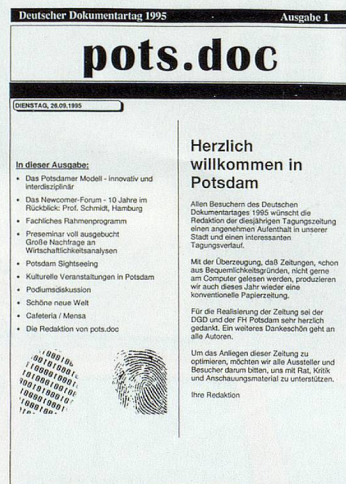 Deutscher Dokumentartag 1995
Ausgabe 1
pots.doc
DIENSTAG, 26.09.1995
In dieser Ausgabe:
• Das Potsdamer Modell - innovativ und
interdisziplinär
• Das Newcomer-Forum - 10 Jahre im
Rückblick: Prof. Schmidt, Hamburg
• Fachliches Rahmenprogramm
• Preseminar voll ausgebucht
Große Nachfrage an
Wirtschaftlichkeitsanalysen
• Potsdam Sightseeing
• Kulturelle Veranstaltungen in Potsdam
• Podiumsdiskussion
• Schöne neue Welt
• Cafeteria / Mensa
• Die Redaktion von pots.doc
Herzlich
willkommen in
Potsdam
Allen Besuchern des Deutschen
Dokumentartages 1995 wünscht die
Redaktion der diesjährigen Tagungszeitung
einen angenehmen Aufenthalt in unserer
Stadt und einen interessanten
Tagungsverlauf.
Mit der Überzeugung, daß Zeitungen, schon
aus Bequemlichkeitsgründen, nicht gerne
am Computer gelesen werden, produzieren
wir auch dieses Jahr wieder eine
konventionelle Papierzeitung.
Für die Realisierung der Zeitung sei der
DGD und der FH Potsdam sehr herzlich
gedankt. Ein weiteres Dankeschön geht an
alle Autoren.
Um das Anliegen dieser Zeitung zu
optimieren, möchten wir alle Aussteller und
Besucher darum bitten, uns mit Rat, Kritik
und Anschauungsmaterial zu unterstützen.
Ihre Redaktion